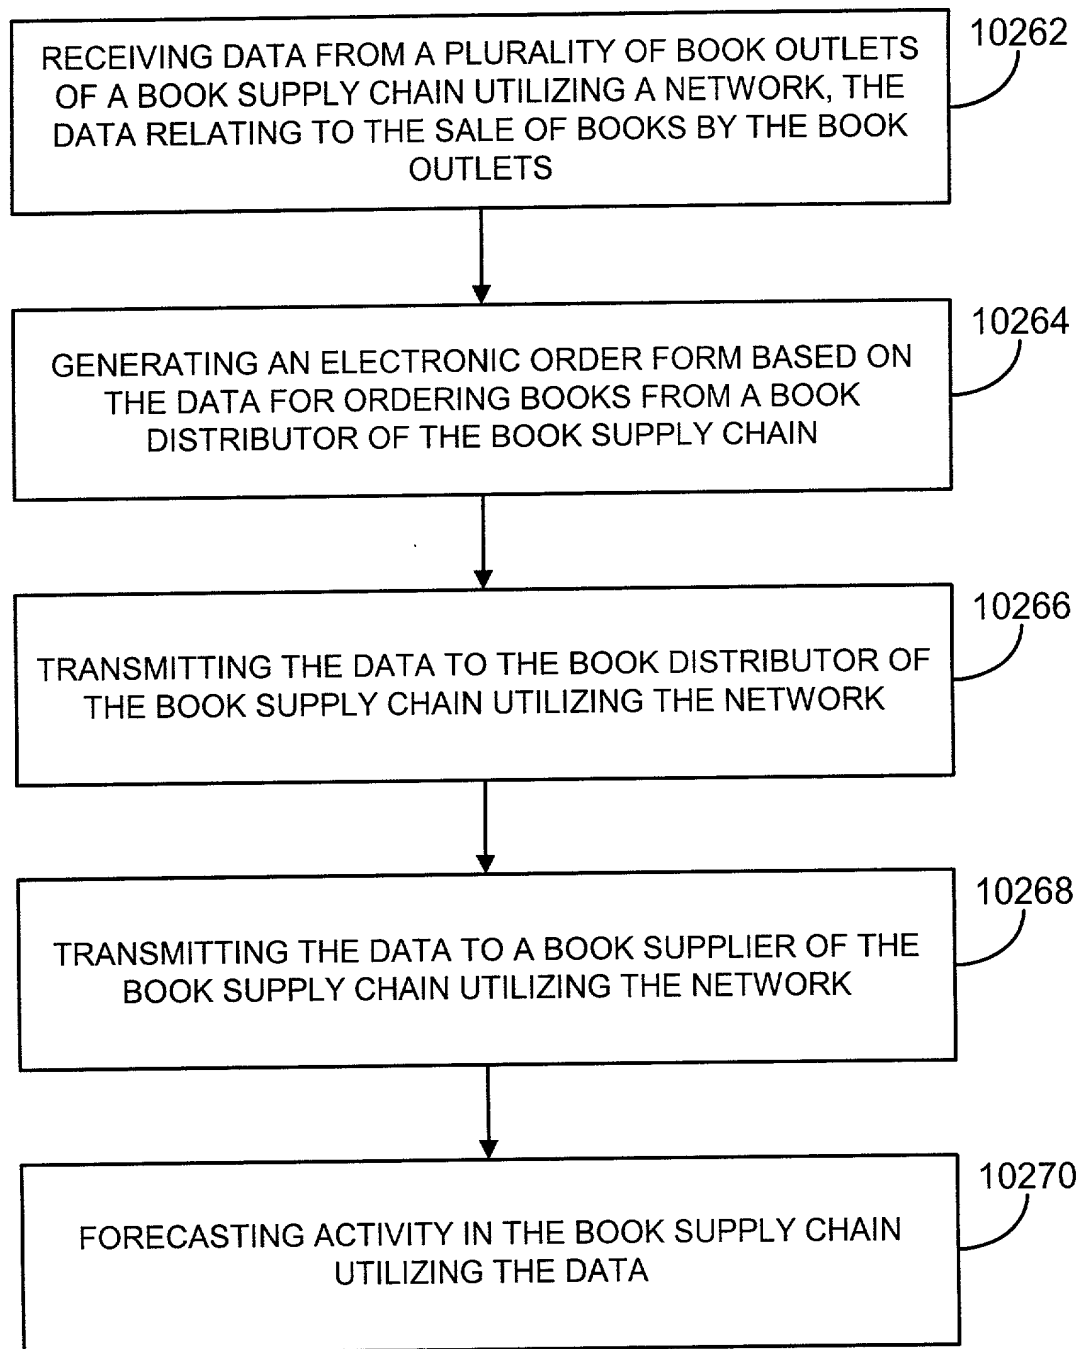 10262
RECEIVING DATA FROM A PLURALITY OF BOOK OUTLETS
OF A BOOK SUPPLY CHAIN UTILIZING A NETWORK, THE
DATA RELATING TO THE SALE OF BOOKS BY THE BOOK
OUTLETS
10264
GENERATING AN ELECTRONIC ORDER FORM BASED ON
THE DATA FOR ORDERING BOOKS FROM A BOOK
DISTRIBUTOR OF THE BOOK SUPPLY CHAIN
10266
TRANSMITTING THE DATA TO THE BOOK DISTRIBUTOR OF
THE BOOK SUPPLY CHAIN UTILIZING THE NETWORK
10268
TRANSMITTING THE DATA TO A BOOK SUPPLIER OF THE
BOOK SUPPLY CHAIN UTILIZING THE NETWORK
10270
FORECASTING ACTIVITY IN THE BOOK SUPPLY CHAIN
UTILIZING THE DATA